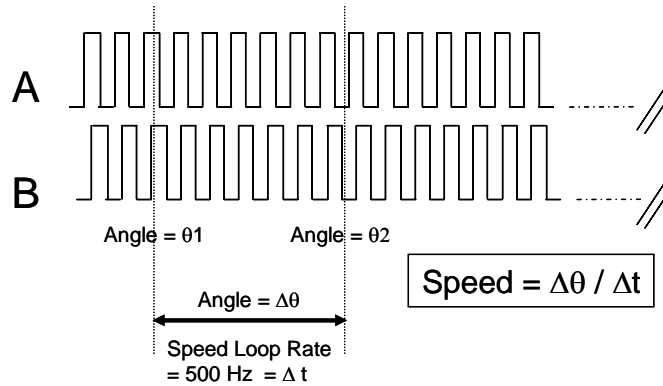 A
B
Angle = θ1
Angle = θ2
Speed = Δθ / Δt
Angle = Δθ
Speed Loop Rate
= 500 Hz = Δ t